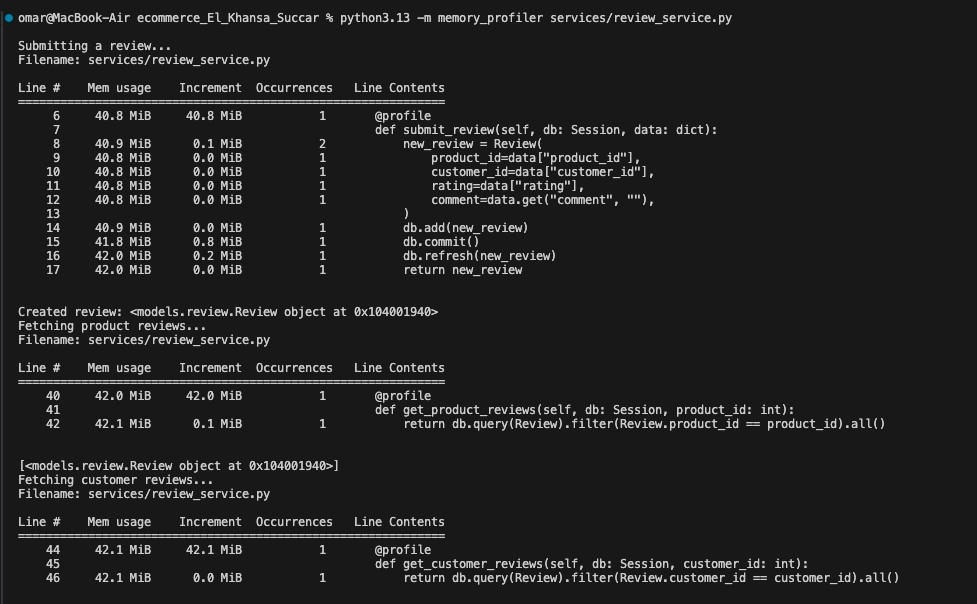 omar@MacBook-Air ecommerce_El_Khansa_Succar % python3.13 -m memory_profiler services/review_service.py
Submitting a review...
Filename: services/review_service.py
Line #    Mem usage    Increment  Occurrences   Line Contents
=============================================================
     6     40.8 MiB     40.8 MiB           1       @profile
     7                                             def submit_review(self, db: Session, data: dict):
     8     40.9 MiB      0.1 MiB           2           new_review = Review(
     9     40.8 MiB      0.0 MiB           1               product_id=data["product_id"],
    10     40.8 MiB      0.0 MiB           1               customer_id=data["customer_id"],
    11     40.8 MiB      0.0 MiB           1               rating=data["rating"],
    12     40.8 MiB      0.0 MiB           1               comment=data.get("comment", ""),
    13                                                 )
    14     40.9 MiB      0.0 MiB           1           db.add(new_review)
    15     41.8 MiB      0.8 MiB           1           db.commit()
    16     42.0 MiB      0.2 MiB           1           db.refresh(new_review)
    17     42.0 MiB      0.0 MiB           1           return new_review
Created review: <models.review.Review object at 0x104001940>
Fetching product reviews...
Filename: services/review_service.py
Line #    Mem usage    Increment  Occurrences   Line Contents
=============================================================
    40     42.0 MiB     42.0 MiB           1       @profile
    41                                             def get_product_reviews(self, db: Session, product_id: int):
    42     42.1 MiB      0.1 MiB           1           return db.query(Review).filter(Review.product_id == product_id).all()
[<models.review.Review object at 0x104001940>]
Fetching customer reviews...
Filename: services/review_service.py
Line #    Mem usage    Increment  Occurrences   Line Contents
=============================================================
    44     42.1 MiB     42.1 MiB           1       @profile
    45                                             def get_customer_reviews(self, db: Session, customer_id: int):
    46     42.1 MiB      0.0 MiB           1           return db.query(Review).filter(Review.customer_id == customer_id).all()